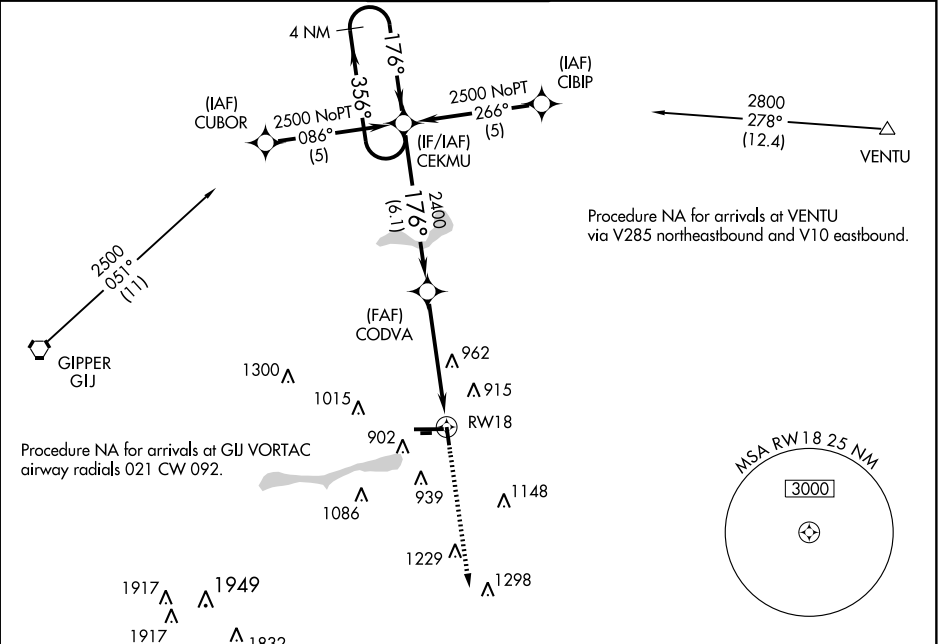 4 NM
176°
356°
(IAF)
CIBIP
2500 NoPT
266°
(5)
(IAF)
CUBOR
2500 NoPT
086°
(5)
(IF/IAF)
CEKMU
2800
278°
(12.4)
VENTU
2400
176°
(6.1)
Procedure NA for arrivals at VENTU
via V285 northeastbound and V10 eastbound.
2500
051°
(11)
GIPPER
GIJ
(FAF)
CODVA
962
1300
915
1015
RW18
902
Procedure NA for arrivals at GIJ VORTAC
airway radials 021 CW 092.
939
1086
1148
MSA RW18 25 NM
3000
1229
1298
1917
1949
1917
1832